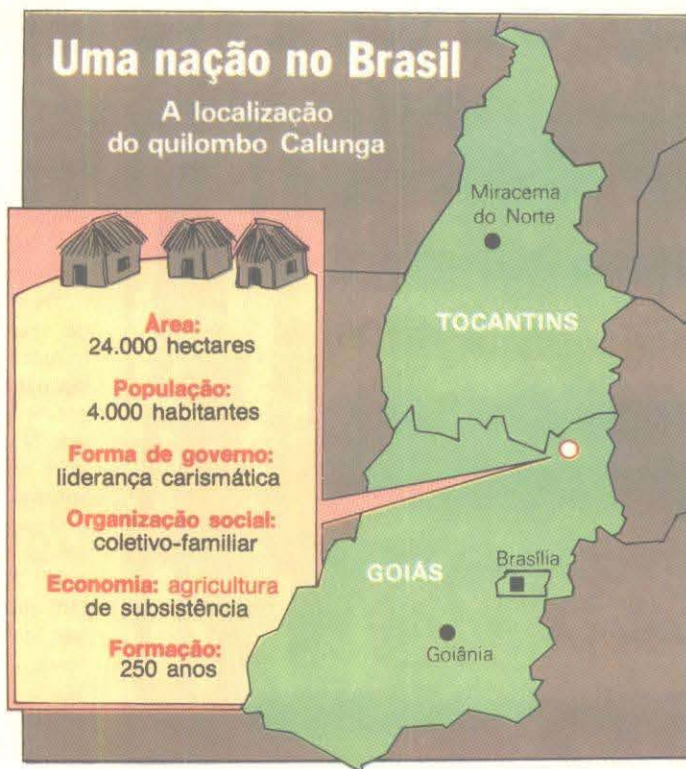 Uma nação no Brasil
A localização
do quilombo Calunga
Área:
24.000 hectares
População:
4.000 habitantes
Forma de governo:
liderança carismática
Organização social:
coletivo-familiar
Economia: agricultura
de subsistência
Formação:
250 anos
Miracema
do Norte
TOCANTINS
GOIÁS
Brasília
Goiânia